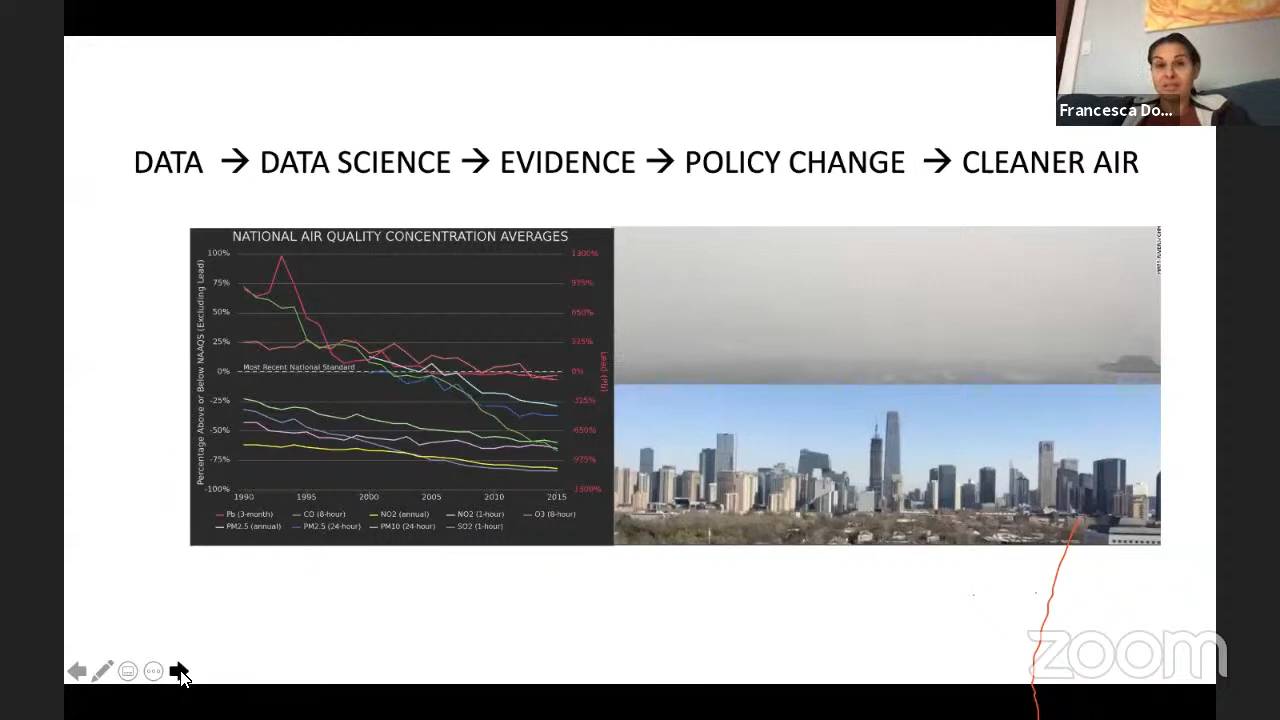 Francesca Do...
DATA → DATA SCIENCE → EVIDENCE → POLICY CHANGE → CLEANER AIR
NATIONAL AIR QUALITY CONCENTRATION AVERAGES
Percentage Above or Below NAAQS (Excluding Lead)
100%
75%
50%
25%
0%
-25%
-50%
-75%
-100%
Most Recent National Standard
1300%
975%
650%
325%
0%
-325%
-650%
-975%
-1300%
Lead (Pb)
1990 1995 2000 2005 2010 2015
Pb (3-month) CO (8-hour) NO2 (annual) NO2 (1-hour) O3 (8-hour)
PM2.5 (annual) PM2.5 (24-hour) PM10 (24-hour) SO2 (1-hour)
zoom